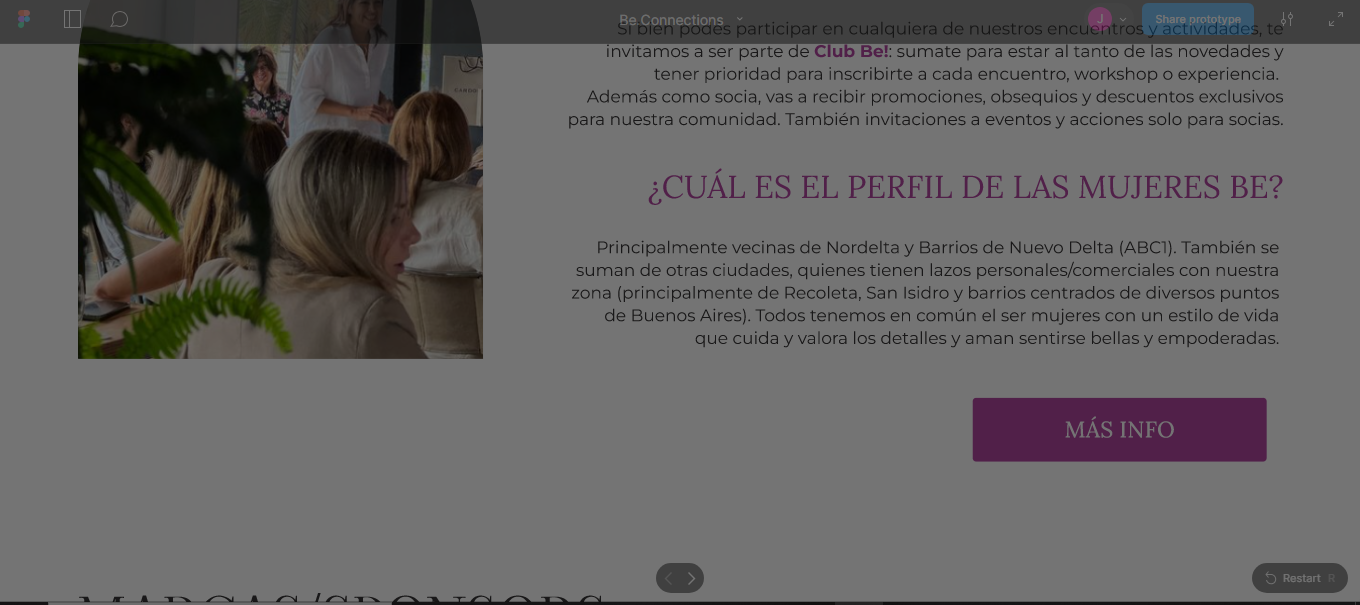 Be Connections
J
Share prototype
Si bien podés participar en cualquiera de nuestros encuentros y actividades, te
invitamos a ser parte de Club Be!: sumate para estar al tanto de las novedades y
tener prioridad para inscribirte a cada encuentro, workshop o experiencia.
Además como socia, vas a recibir promociones, obsequios y descuentos exclusivos
para nuestra comunidad. También invitaciones a eventos y acciones solo para socias.
¿CUÁL ES EL PERFIL DE LAS MUJERES BE?
Principalmente vecinas de Nordelta y Barrios de Nuevo Delta (ABC1). También se
suman de otras ciudades, quienes tienen lazos personales/comerciales con nuestra
zona (principalmente de Recoleta, San Isidro y barrios centrados de diversos puntos
de Buenos Aires). Todos tenemos en común el ser mujeres con un estilo de vida
que cuida y valora los detalles y aman sentirse bellas y empoderadas.
MÁS INFO
Restart R
MARCAS/SPONSORS